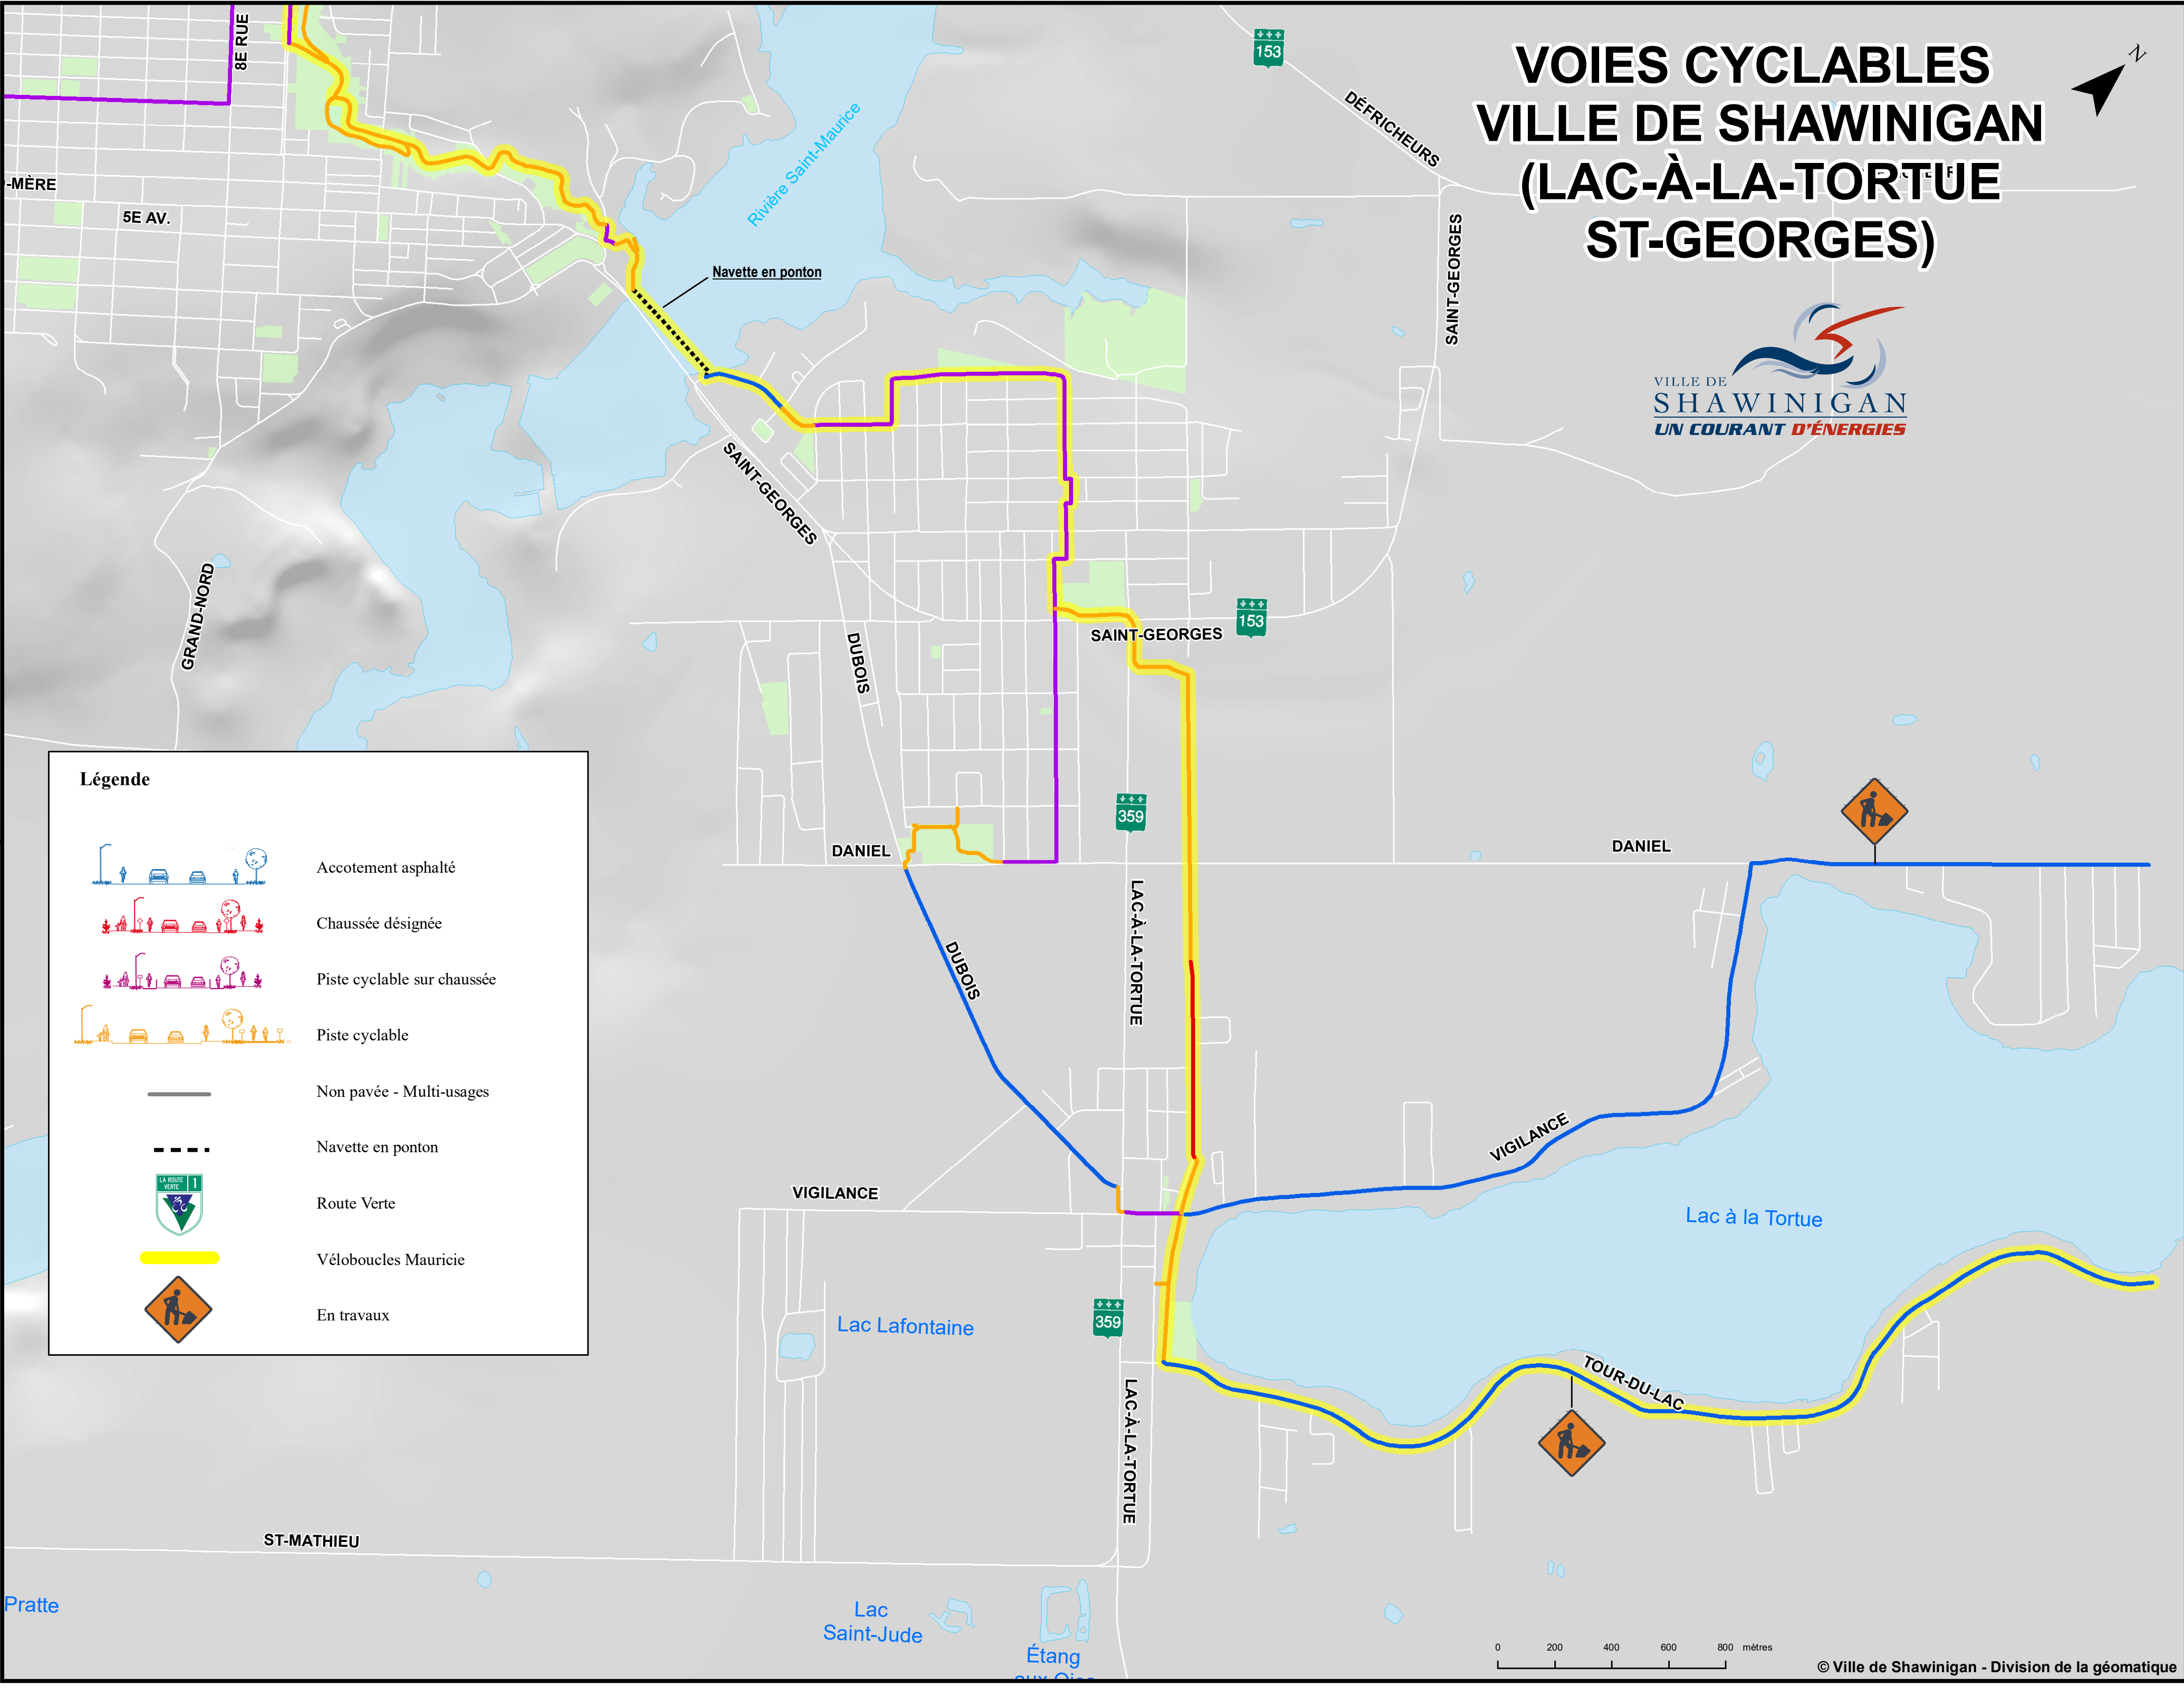 VOIES CYCLABLES
VILLE DE SHAWINIGAN
(LAC-À-LA-TORTUE
ST-GEORGES)
N
VILLE DE
SHAWINIGAN
UN COURANT D'ÉNERGIES
8E RUE
-MÈRE
5E AV.
Rivière Saint-Maurice
Navette en ponton
153
DÉFRICHEURS
SAINT-GEORGES
SAINT-GEORGES
GRAND-NORD
DUBOIS
SAINT-GEORGES
153
359
DANIEL
DANIEL
DUBOIS
LAC-À-LA-TORTUE
VIGILANCE
VIGILANCE
Lac à la Tortue
Lac Lafontaine
359
TOUR-DU-LAC
LAC-À-LA-TORTUE
ST-MATHIEU
Pratte
Lac
Saint-Jude
Étang
Légende
Accotement asphalté
Chaussée désignée
Piste cyclable sur chaussée
Piste cyclable
Non pavée - Multi-usages
Navette en ponton
LA ROUTE
VERTE
1
Route Verte
Véloboucles Mauricie
En travaux
0 200 400 600 800 mètres
© Ville de Shawinigan - Division de la géomatique